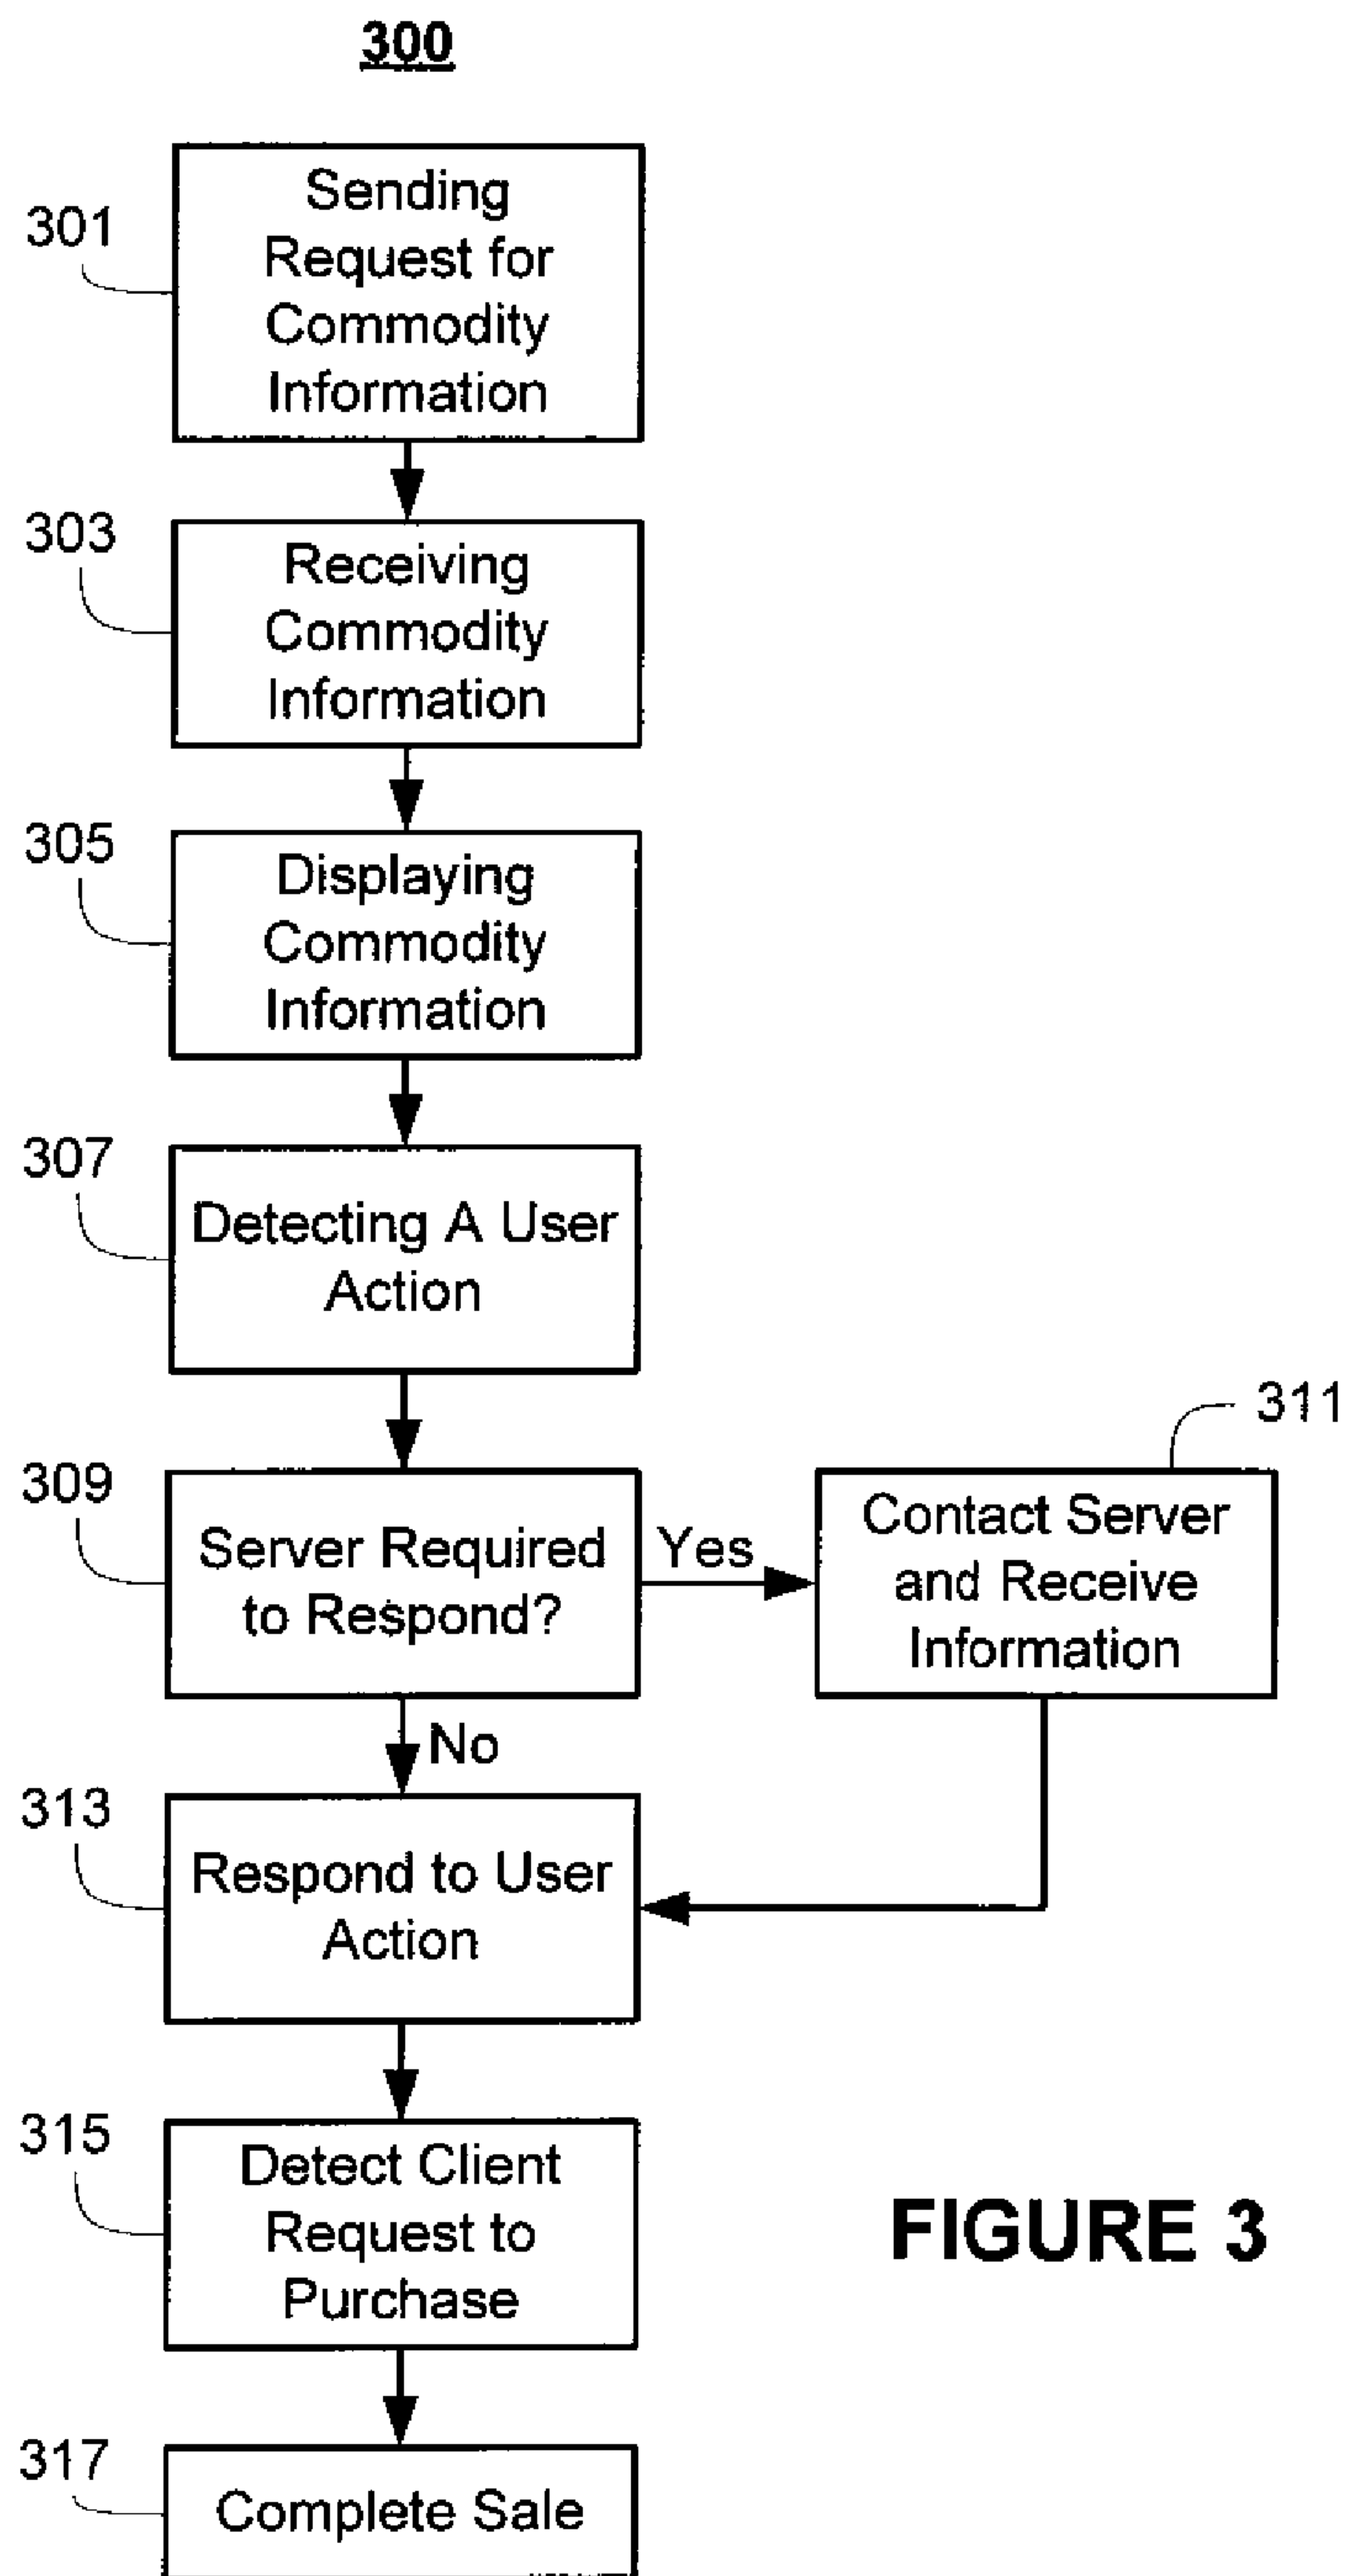 300
301
Sending
Request for
Commodity
Information
303
Receiving
Commodity
Information
305
Displaying
Commodity
Information
307
Detecting A User
Action
309
Server Required
to Respond?
Yes
311
Contact Server
and Receive
Information
No
313
Respond to User
Action
315
Detect Client
Request to
Purchase
FIGURE 3
317
Complete Sale